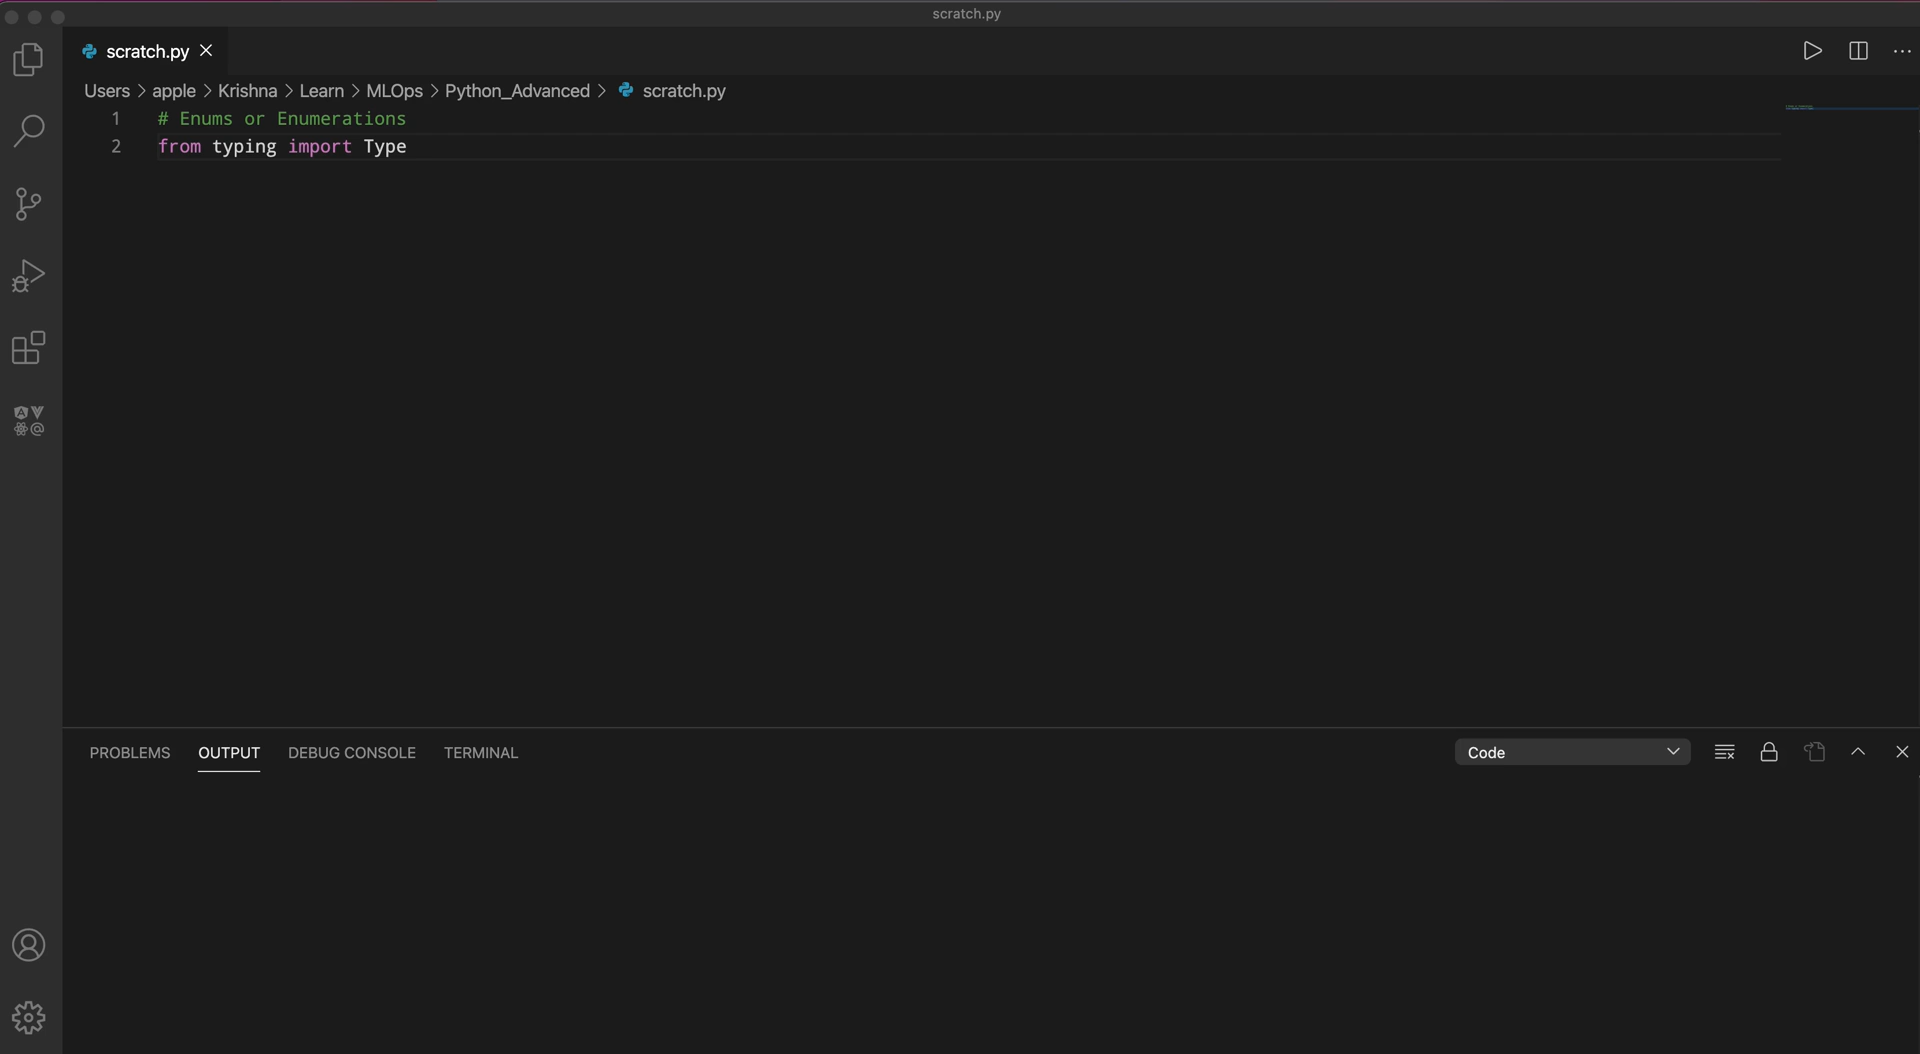 scratch.py
scratch.py
Users > apple > Krishna > Learn > MLOps > Python_Advanced > scratch.py
1 # Enums or Enumerations
2 from typing import Type
PROBLEMS OUTPUT DEBUG CONSOLE TERMINAL Code